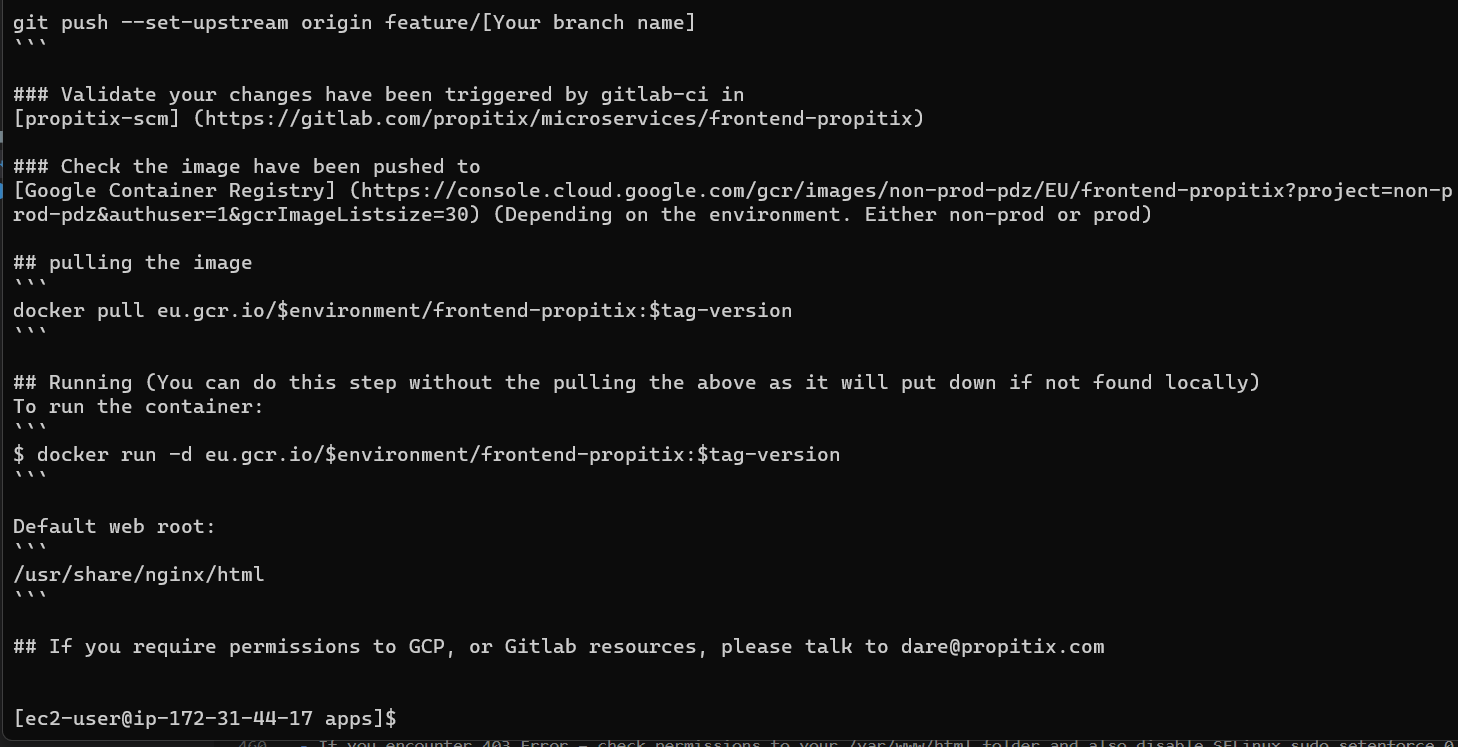 git push --set-upstream origin feature/[Your branch name]
```
### Validate your changes have been triggered by gitlab-ci in
[propitix-scm] (https://gitlab.com/propitix/microservices/frontend-propitix)
### Check the image have been pushed to
[Google Container Registry] (https://console.cloud.google.com/gcr/images/non-prod-pdz/EU/frontend-propitix?project=non-p
rod-pdz&authuser=1&gcrImageListsize=30) (Depending on the environment. Either non-prod or prod)
## pulling the image
```
docker pull eu.gcr.io/$environment/frontend-propitix:$tag-version
```
## Running (You can do this step without the pulling the above as it will put down if not found locally)
To run the container:
```
$ docker run -d eu.gcr.io/$environment/frontend-propitix:$tag-version
```
Default web root:
```
/usr/share/nginx/html
```
## If you require permissions to GCP, or Gitlab resources, please talk to dare@propitix.com
[ec2-user@ip-172-31-44-17 apps]$
460 - If you encounter 403 Error - check permissions to your /var/www/html folder and also disable SELinux sudo setenforce 0